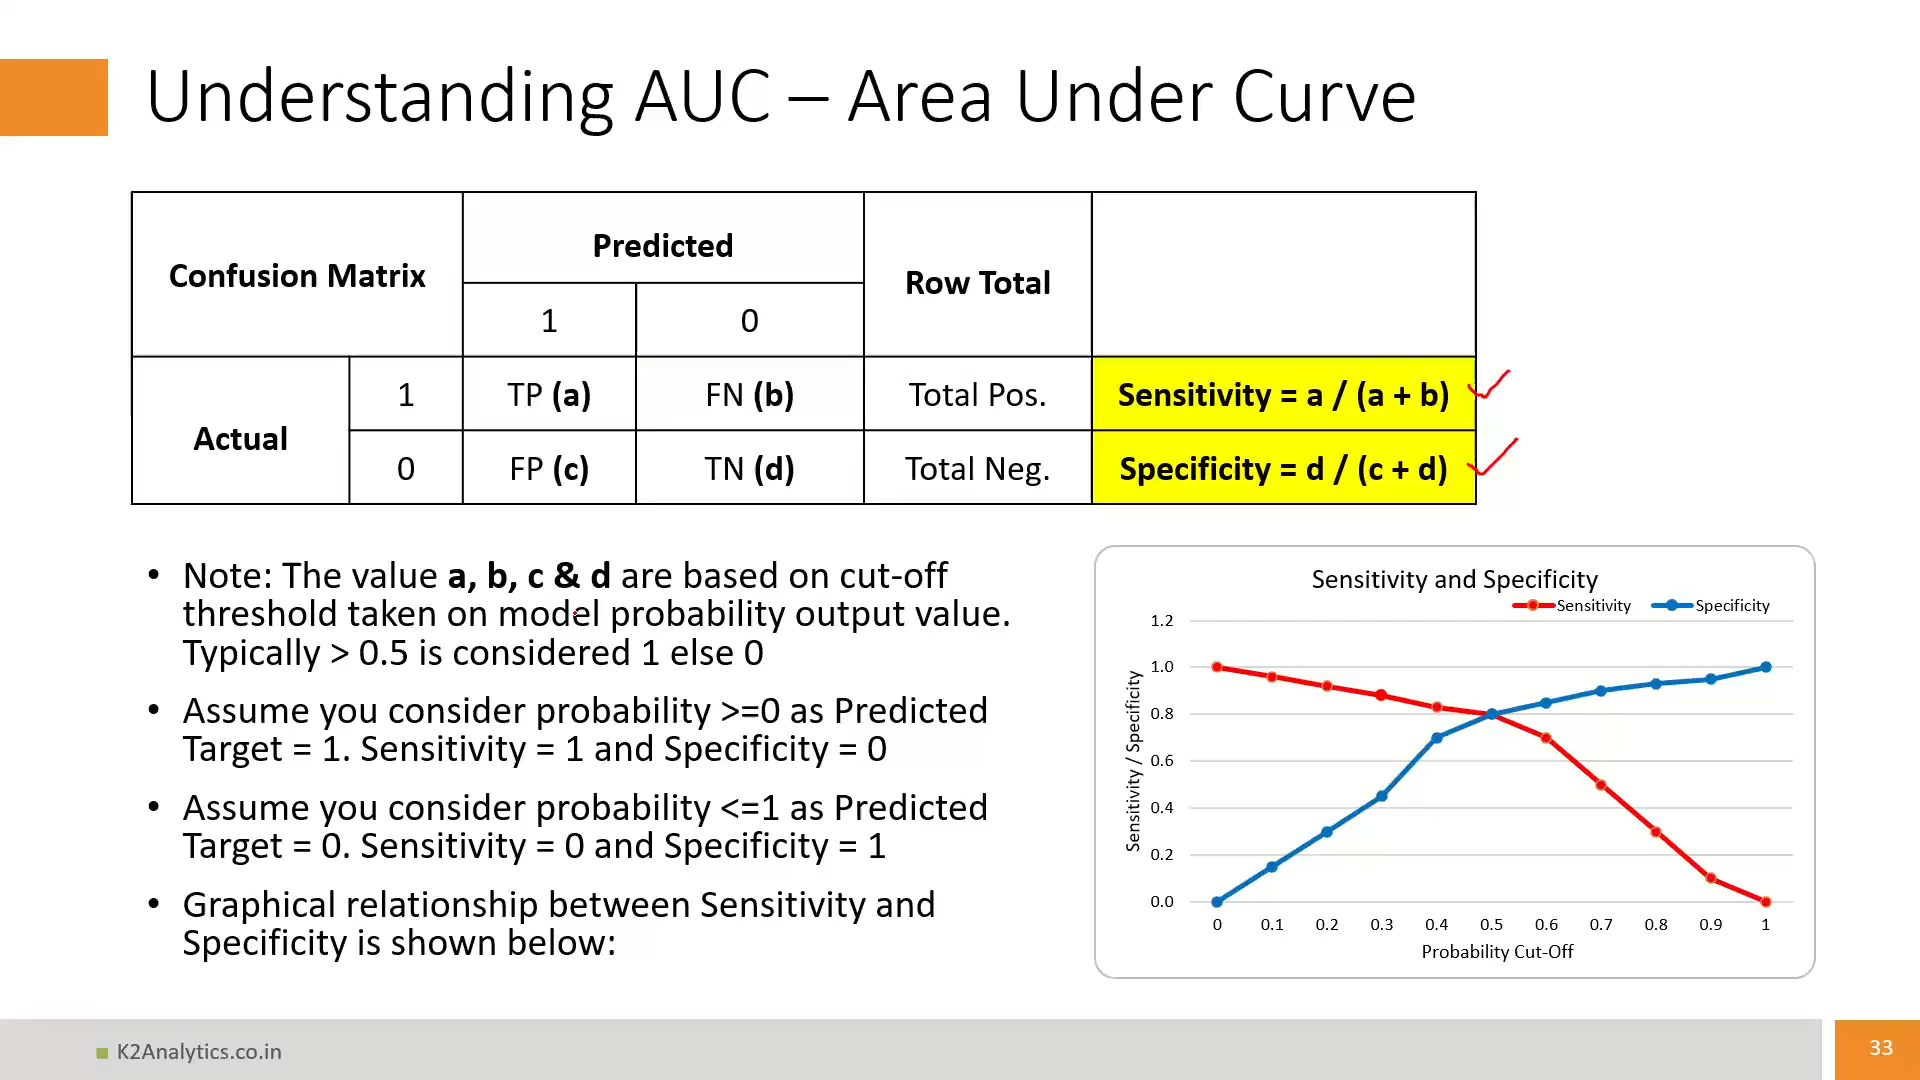 Understanding AUC – Area Under Curve
Confusion Matrix
Predicted
Row Total
1
0
Actual
1
TP (a)
FN (b)
Total Pos.
Sensitivity = a / (a + b)
0
FP (c)
TN (d)
Total Neg.
Specificity = d / (c + d)
• Note: The value a, b, c & d are based on cut-off
threshold taken on model probability output value.
Typically > 0.5 is considered 1 else 0
• Assume you consider probability >=0 as Predicted
Target = 1. Sensitivity = 1 and Specificity = 0
• Assume you consider probability <=1 as Predicted
Target = 0. Sensitivity = 0 and Specificity = 1
• Graphical relationship between Sensitivity and
Specificity is shown below:
Sensitivity and Specificity
Sensitivity
Specificity
Sensitivity / Specificity
1.2
1.0
0.8
0.6
0.4
0.2
0.0
0 0.1 0.2 0.3 0.4 0.5 0.6 0.7 0.8 0.9 1
Probability Cut-Off
K2Analytics.co.in
33